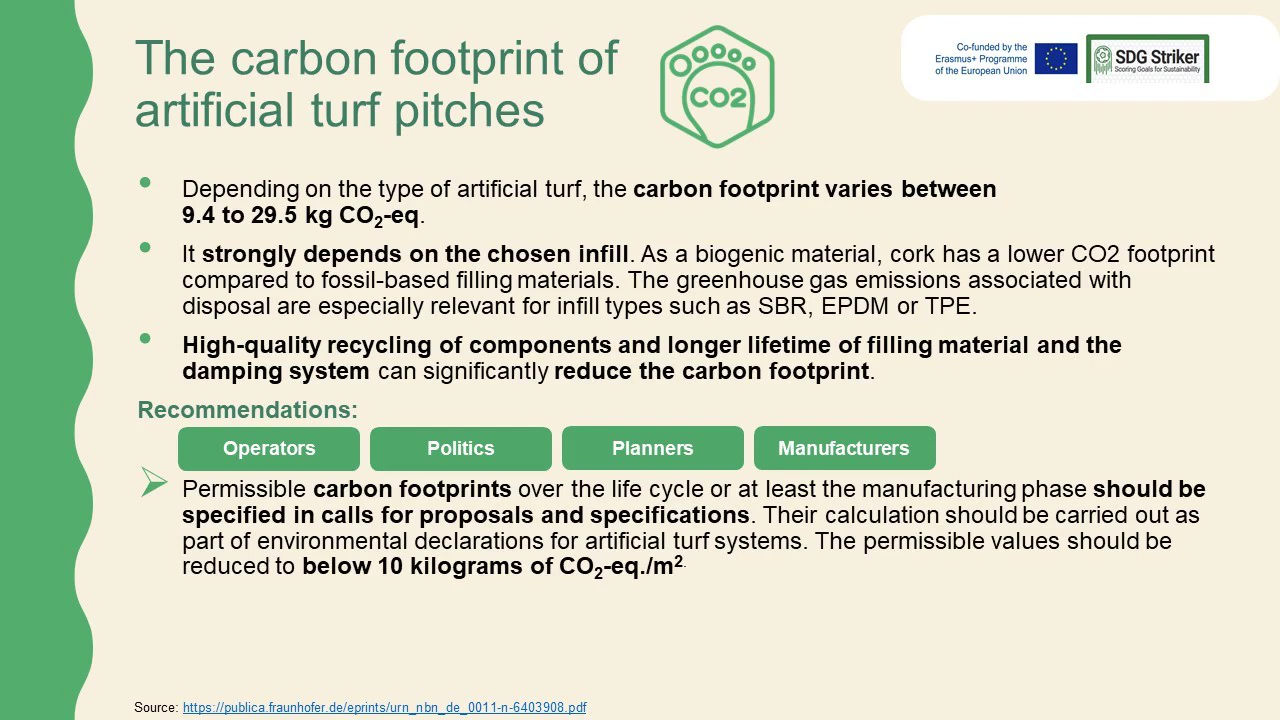 The carbon footprint of
artificial turf pitches
CO2
Co-funded by the
Erasmus+ Programme
of the European Union
SDG Striker
Scoring Goals for Sustainability
• Depending on the type of artificial turf, the carbon footprint varies between
9.4 to 29.5 kg CO₂-eq.
• It strongly depends on the chosen infill. As a biogenic material, cork has a lower CO2 footprint
compared to fossil-based filling materials. The greenhouse gas emissions associated with
disposal are especially relevant for infill types such as SBR, EPDM or TPE.
• High-quality recycling of components and longer lifetime of filling material and the
damping system can significantly reduce the carbon footprint.
Recommendations:
Operators Politics Planners Manufacturers
➢ Permissible carbon footprints over the life cycle or at least the manufacturing phase should be
specified in calls for proposals and specifications. Their calculation should be carried out as
part of environmental declarations for artificial turf systems. The permissible values should be
reduced to below 10 kilograms of CO₂-eq./m².
Source: https://publica.fraunhofer.de/eprints/urn_nbn_de_0011-n-6403908.pdf